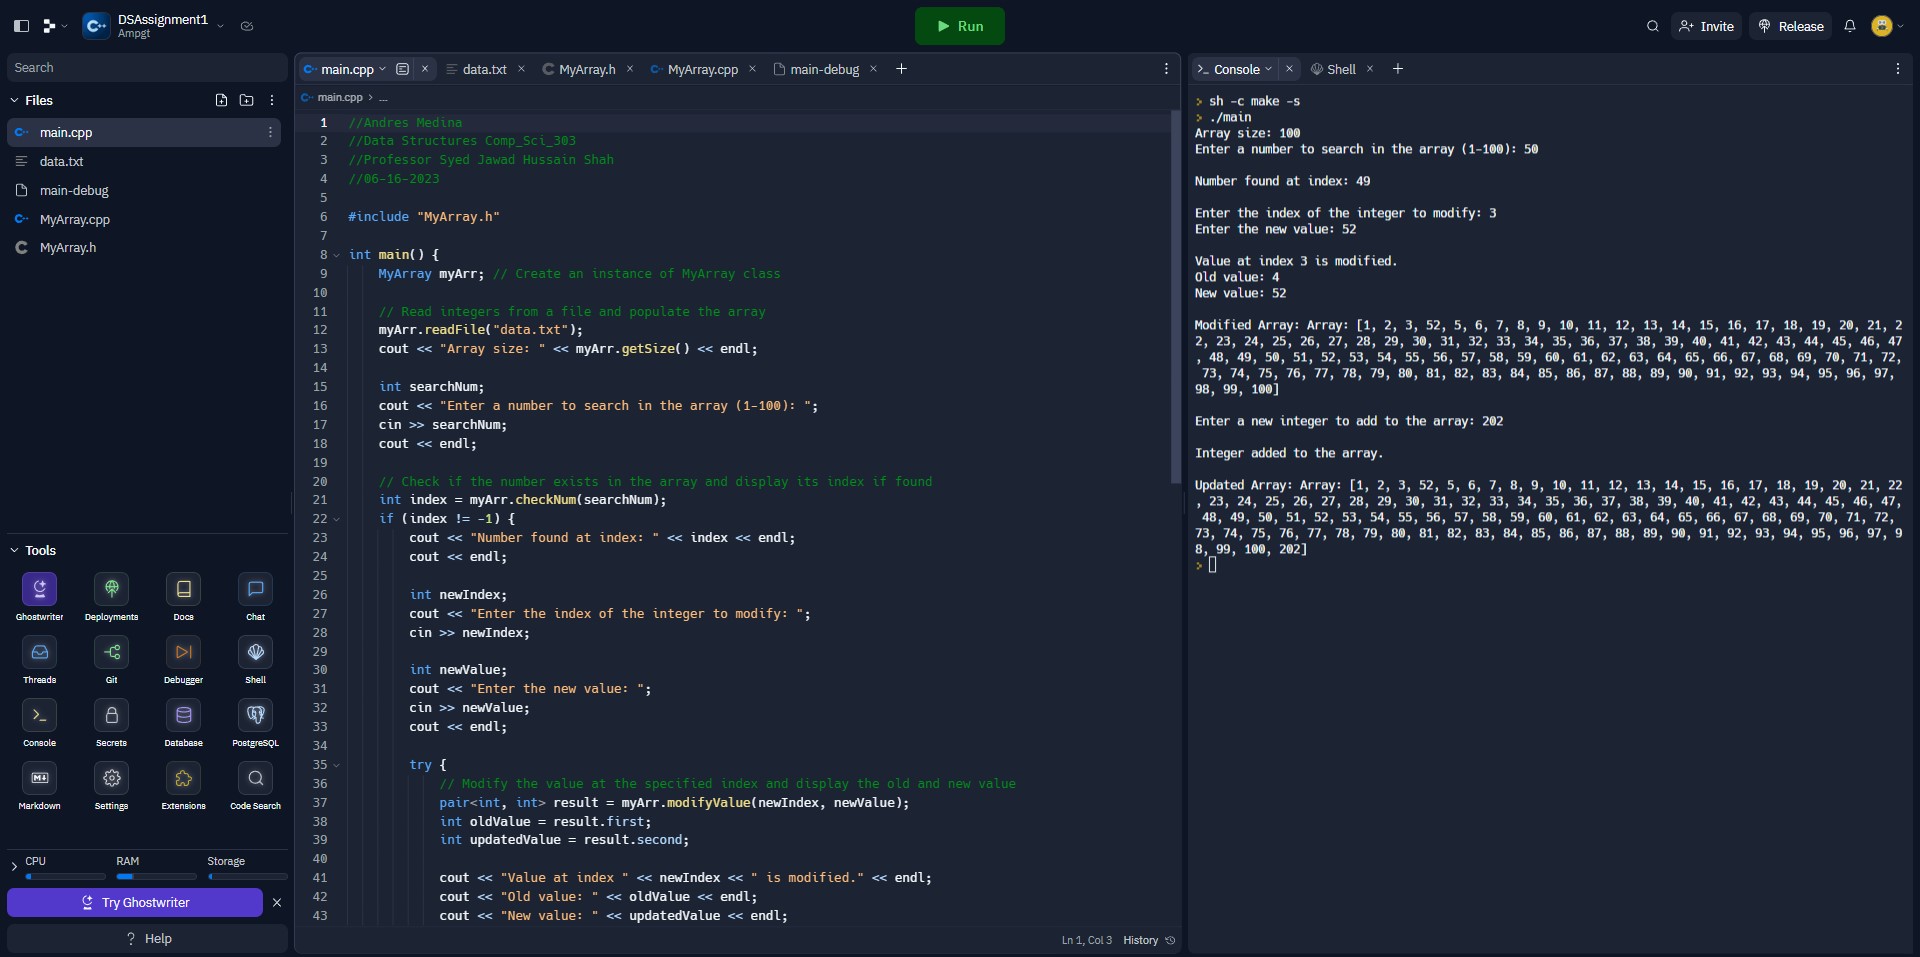 DSAssignment1
Ampgt
Run
Invite
Release
Search
Files
main.cpp
data.txt
main-debug
MyArray.cpp
MyArray.h
Tools
Ghostwriter
Deployments
Docs
Chat
Threads
Git
Debugger
Shell
Console
Secrets
Database
PostgreSQL
Markdown
Settings
Extensions
Code Search
CPU
RAM
Storage
Try Ghostwriter
Help
main.cpp
data.txt
MyArray.h
MyArray.cpp
main-debug
main.cpp > ...
1 //Andres Medina
2 //Data Structures Comp_Sci_303
3 //Professor Syed Jawad Hussain Shah
4 //06-16-2023
5
6 #include "MyArray.h"
7
8 int main() {
9 MyArray myArr; // Create an instance of MyArray class
10
11 // Read integers from a file and populate the array
12 myArr.readFile("data.txt");
13 cout << "Array size: " << myArr.getSize() << endl;
14
15 int searchNum;
16 cout << "Enter a number to search in the array (1-100): ";
17 cin >> searchNum;
18 cout << endl;
19
20 // Check if the number exists in the array and display its index if found
21 int index = myArr.checkNum(searchNum);
22 if (index != -1) {
23 cout << "Number found at index: " << index << endl;
24 cout << endl;
25
26 int newIndex;
27 cout << "Enter the index of the integer to modify: ";
28 cin >> newIndex;
29
30 int newValue;
31 cout << "Enter the new value: ";
32 cin >> newValue;
33 cout << endl;
34
35 try {
36 // Modify the value at the specified index and display the old and new value
37 pair<int, int> result = myArr.modifyValue(newIndex, newValue);
38 int oldValue = result.first;
39 int updatedValue = result.second;
40
41 cout << "Value at index " << newIndex << " is modified." << endl;
42 cout << "Old value: " << oldValue << endl;
43 cout << "New value: " << updatedValue << endl;
Ln 1, Col 3 History
Console
Shell
> sh -c make -s
> ./main
Array size: 100
Enter a number to search in the array (1-100): 50
Number found at index: 49
Enter the index of the integer to modify: 3
Enter the new value: 52
Value at index 3 is modified.
Old value: 4
New value: 52
Modified Array: Array: [1, 2, 3, 52, 5, 6, 7, 8, 9, 10, 11, 12, 13, 14, 15, 16, 17, 18, 19, 20, 21, 2
2, 23, 24, 25, 26, 27, 28, 29, 30, 31, 32, 33, 34, 35, 36, 37, 38, 39, 40, 41, 42, 43, 44, 45, 46, 47
, 48, 49, 50, 51, 52, 53, 54, 55, 56, 57, 58, 59, 60, 61, 62, 63, 64, 65, 66, 67, 68, 69, 70, 71, 72,
73, 74, 75, 76, 77, 78, 79, 80, 81, 82, 83, 84, 85, 86, 87, 88, 89, 90, 91, 92, 93, 94, 95, 96, 97,
98, 99, 100]
Enter a new integer to add to the array: 202
Integer added to the array.
Updated Array: Array: [1, 2, 3, 52, 5, 6, 7, 8, 9, 10, 11, 12, 13, 14, 15, 16, 17, 18, 19, 20, 21, 22
, 23, 24, 25, 26, 27, 28, 29, 30, 31, 32, 33, 34, 35, 36, 37, 38, 39, 40, 41, 42, 43, 44, 45, 46, 47,
48, 49, 50, 51, 52, 53, 54, 55, 56, 57, 58, 59, 60, 61, 62, 63, 64, 65, 66, 67, 68, 69, 70, 71, 72,
73, 74, 75, 76, 77, 78, 79, 80, 81, 82, 83, 84, 85, 86, 87, 88, 89, 90, 91, 92, 93, 94, 95, 96, 97, 9
8, 99, 100, 202]
>